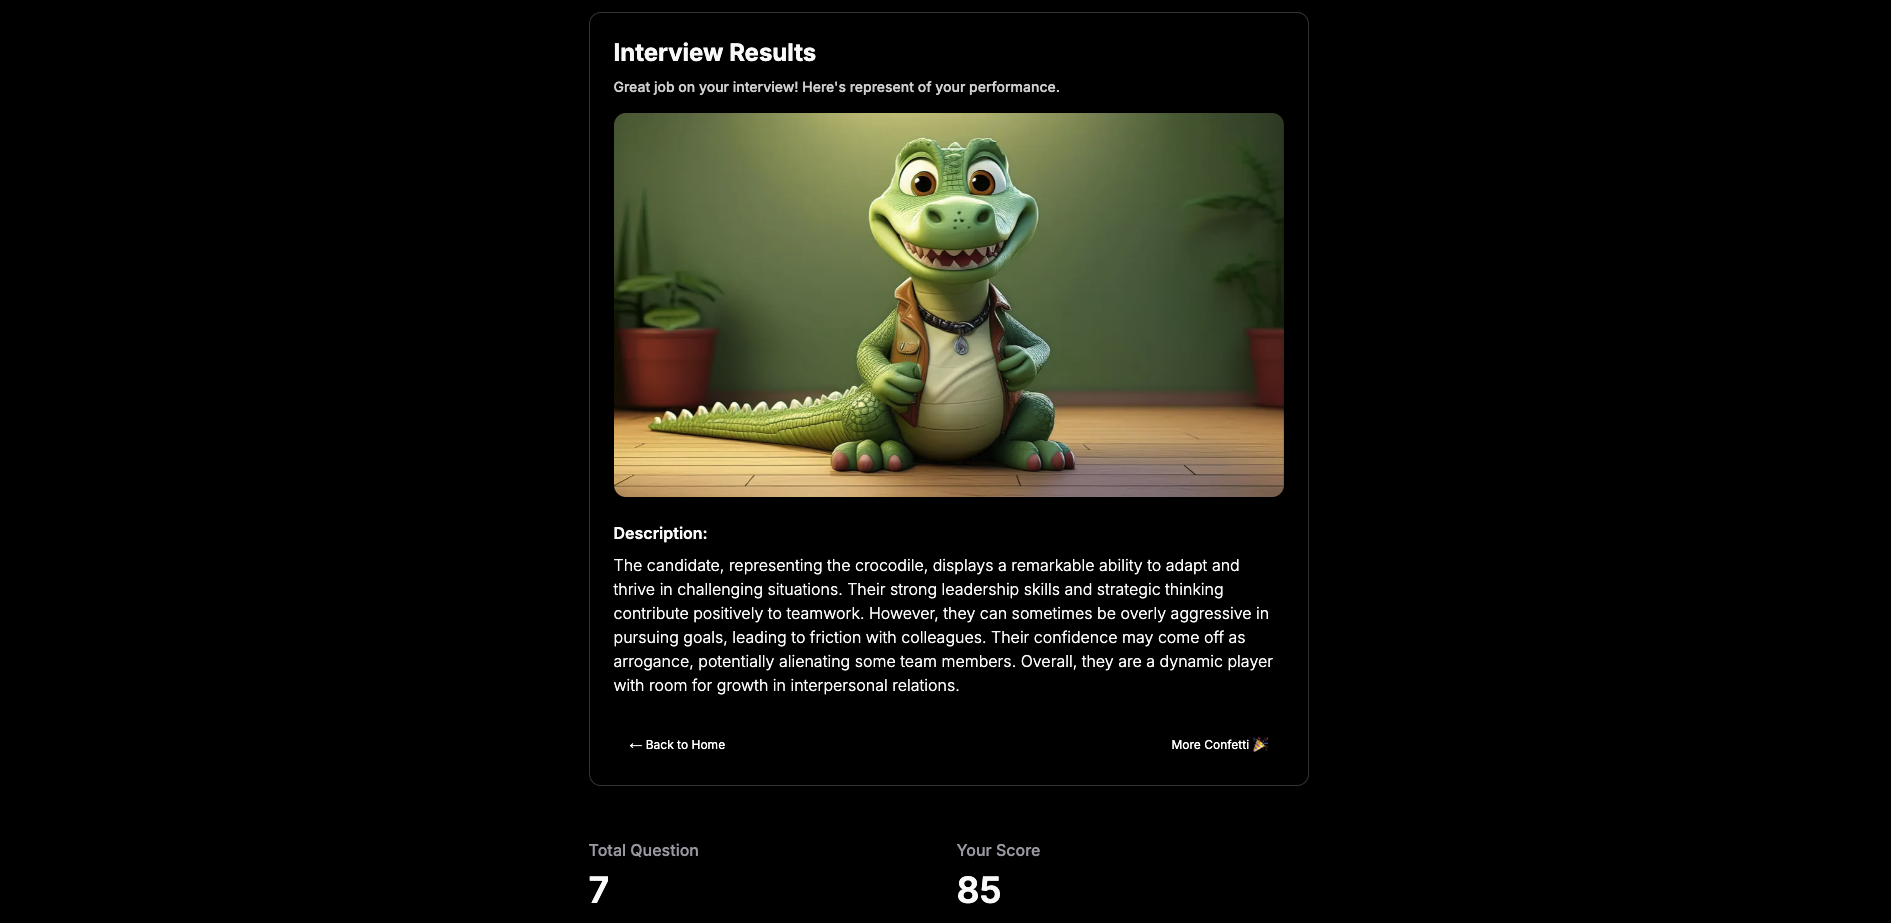 Interview Results
Great job on your interview! Here's represent of your performance.
Description:
The candidate, representing the crocodile, displays a remarkable ability to adapt and
thrive in challenging situations. Their strong leadership skills and strategic thinking
contribute positively to teamwork. However, they can sometimes be overly aggressive in
pursuing goals, leading to friction with colleagues. Their confidence may come off as
arrogance, potentially alienating some team members. Overall, they are a dynamic player
with room for growth in interpersonal relations.
← Back to Home
More Confetti 🎉
Total Question
Your Score
7
85